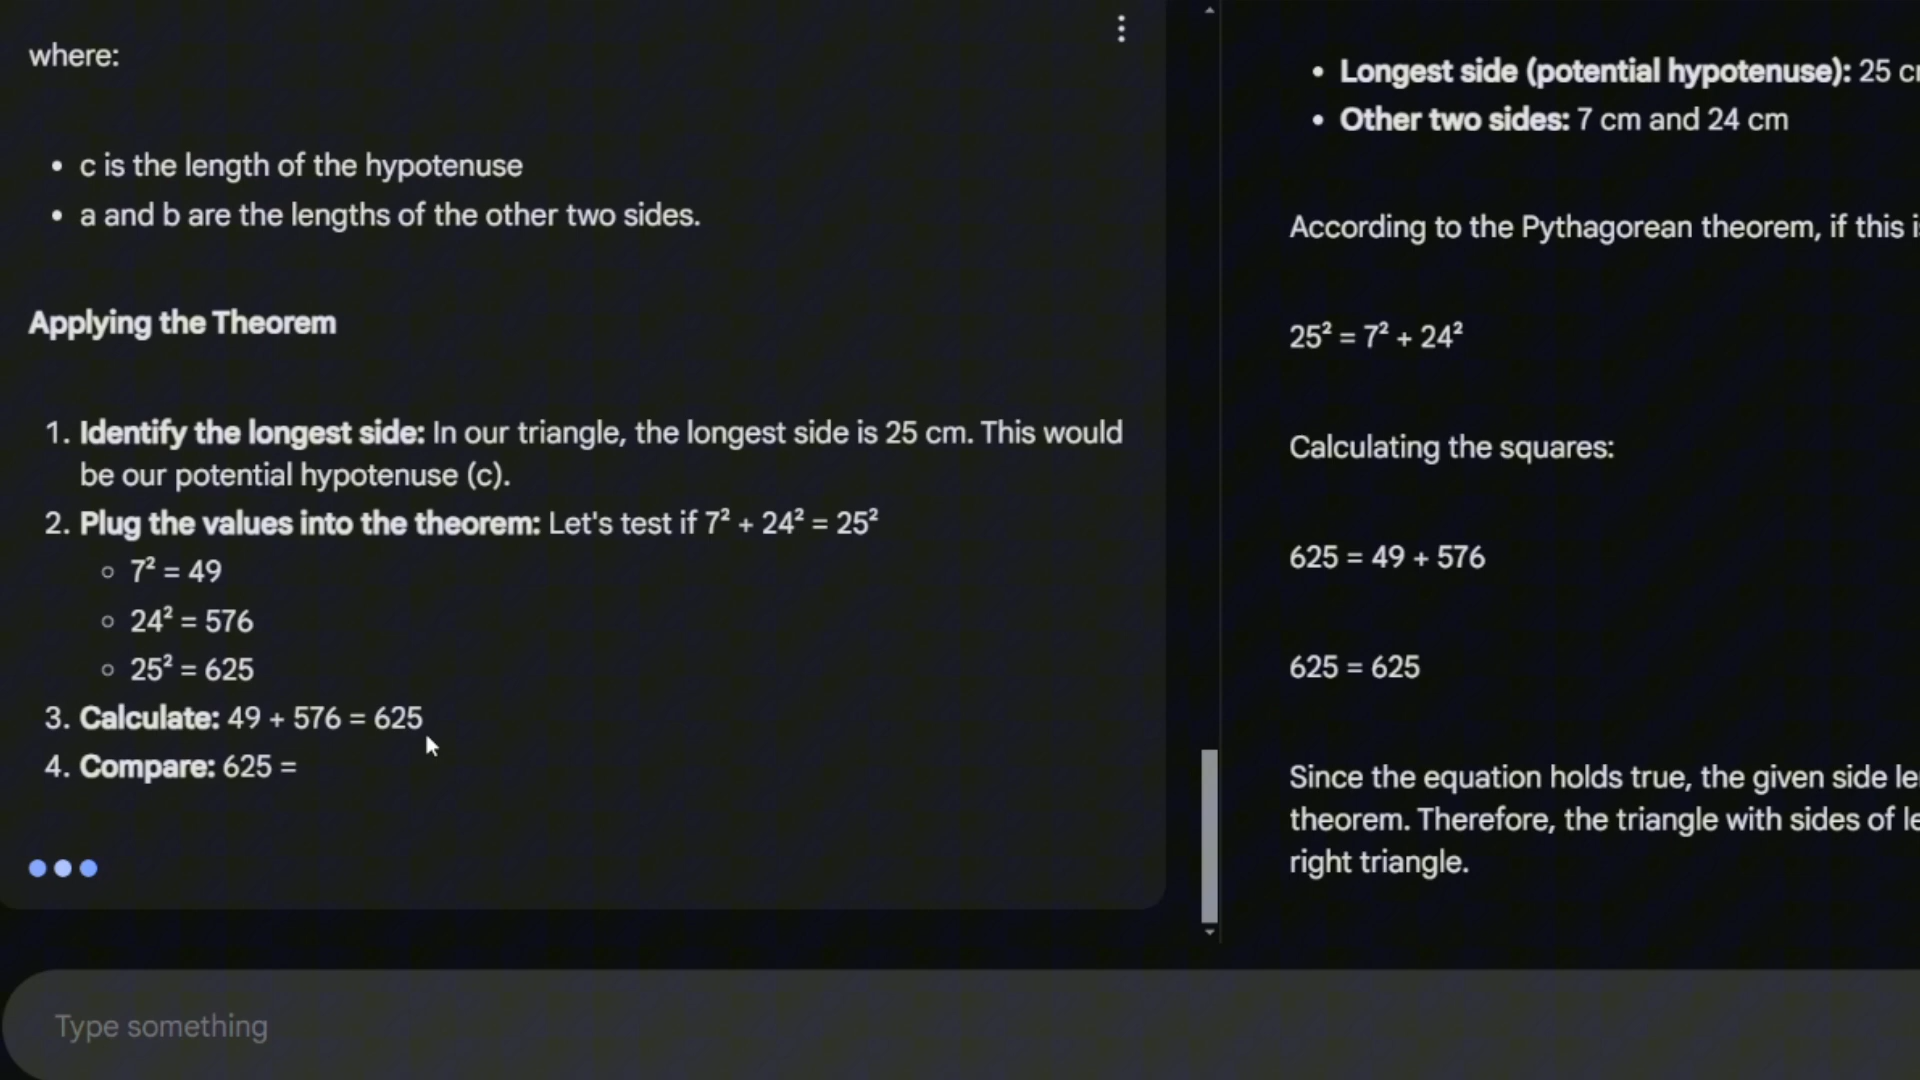 where:
• c is the length of the hypotenuse
• a and b are the lengths of the other two sides.
Applying the Theorem
1. Identify the longest side: In our triangle, the longest side is 25 cm. This would
be our potential hypotenuse (c).
2. Plug the values into the theorem: Let's test if 7² + 24² = 25²
○ 7² = 49
○ 24² = 576
○ 25² = 625
3. Calculate: 49 + 576 = 625
4. Compare: 625 =
• Longest side (potential hypotenuse): 25
• Other two sides: 7 cm and 24 cm
According to the Pythagorean theorem, if this
25² = 7² + 24²
Calculating the squares:
625 = 49 + 576
625 = 625
Since the equation holds true, the given side
theorem. Therefore, the triangle with sides of
right triangle.
Type something